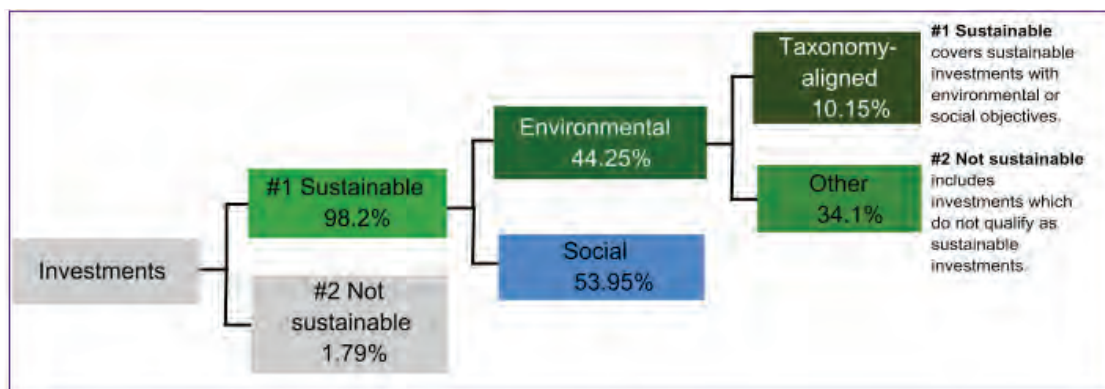 Investments
#1 Sustainable
98.2%
#2 Not
sustainable
1.79%
Environmental
44.25%
Social
53.95%
Taxonomy-
aligned
10.15%
Other
34.1%
#1 Sustainable
covers sustainable
investments with
environmental or
social objectives.
#2 Not sustainable
includes
investments which
do not qualify as
sustainable
investments.